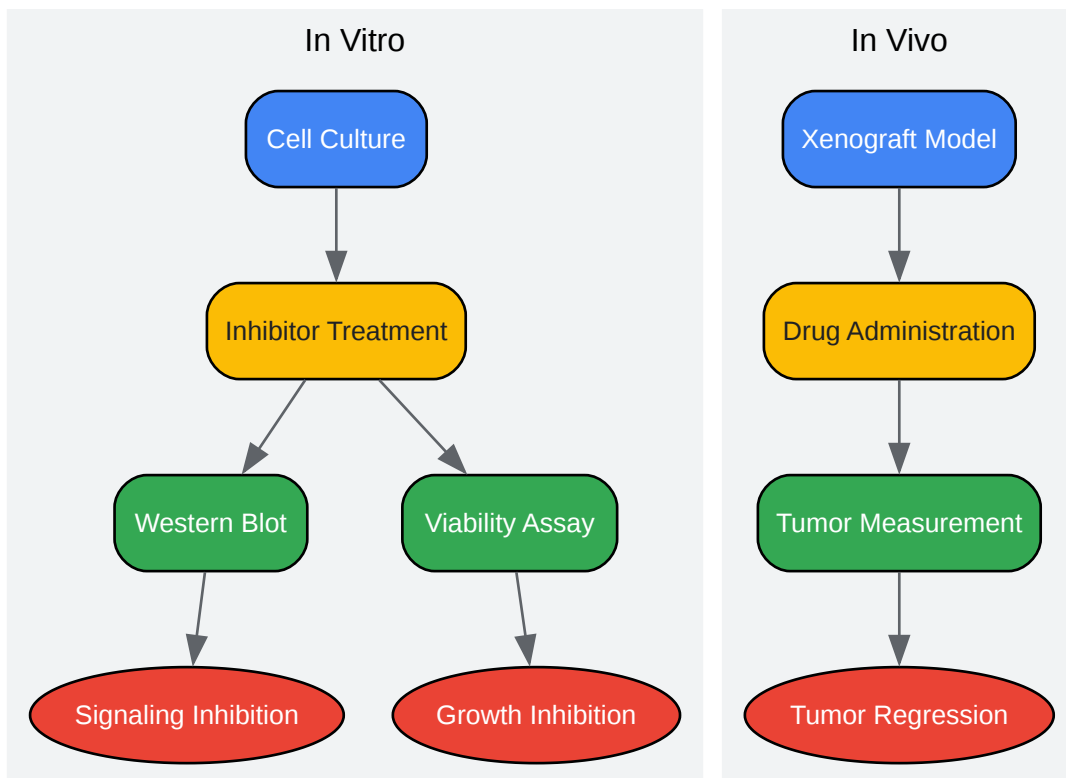 In Vitro
Cell Culture
Inhibitor Treatment
Western Blot
Viability Assay
Signaling Inhibition
Growth Inhibition
In Vivo
Xenograft Model
Drug Administration
Tumor Measurement
Tumor Regression